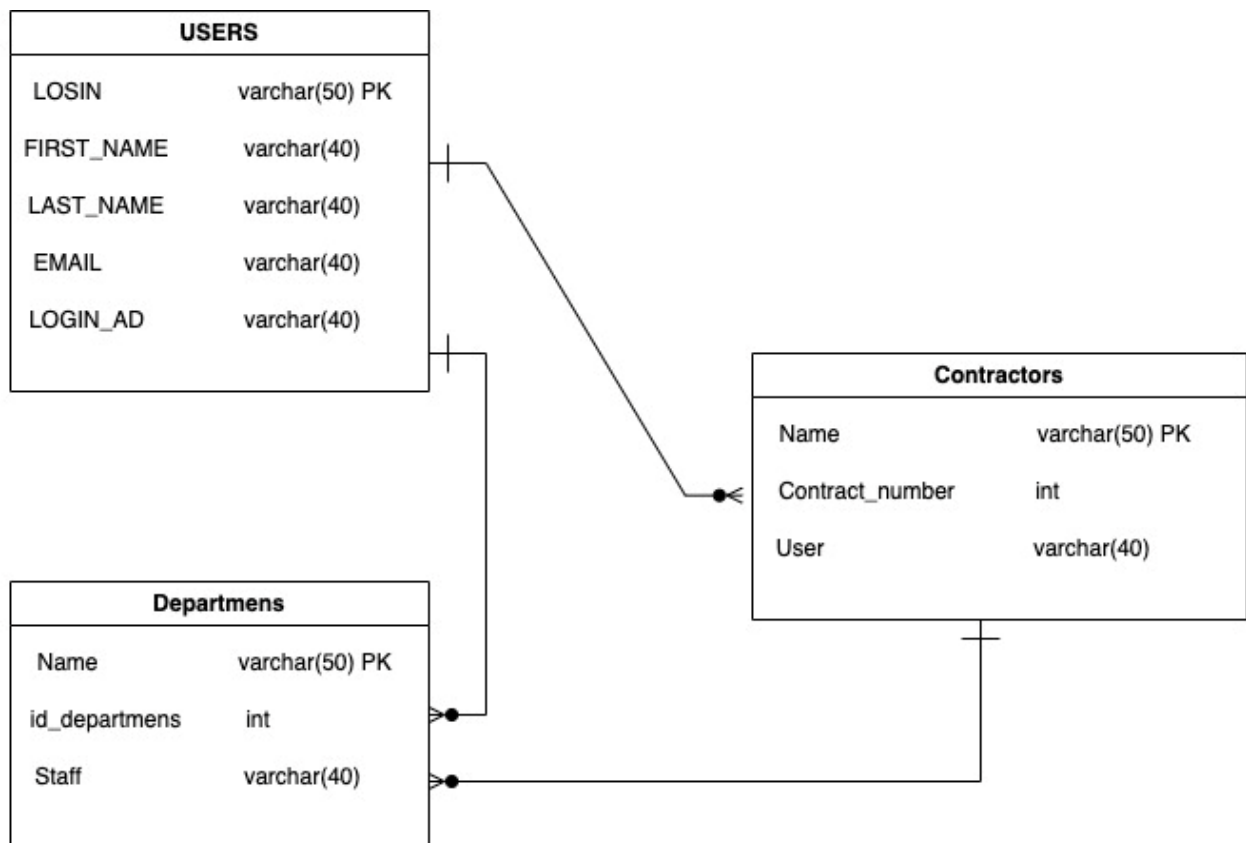 USERS
LOSIN varchar(50) PK
FIRST_NAME varchar(40)
LAST_NAME varchar(40)
EMAIL varchar(40)
LOGIN_AD varchar(40)
Contractors
Name varchar(50) PK
Contract_number int
User varchar(40)
Departmens
Name varchar(50) PK
id_departmens int
Staff varchar(40)